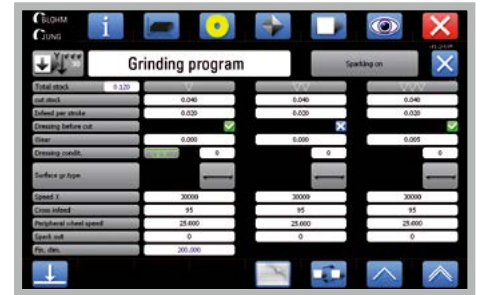 BLOHM
JUNG
Grinding program
Sparking on
Total stock 0.120
cut stock 0.040 0.040 0.040
Infeed per stroke 0.020 0.020 0.020
Dressing before cut
Wear 0.000 0.000 0.005
Dressing condit. 0 0 0
Surface gr.type
Speed X 30000 30000 30000
Cross infeed 95 95 95
Peripheral wheel speed 25.000 25.000 25.000
Spark out 0 0 0
Fin. dim. 200.000